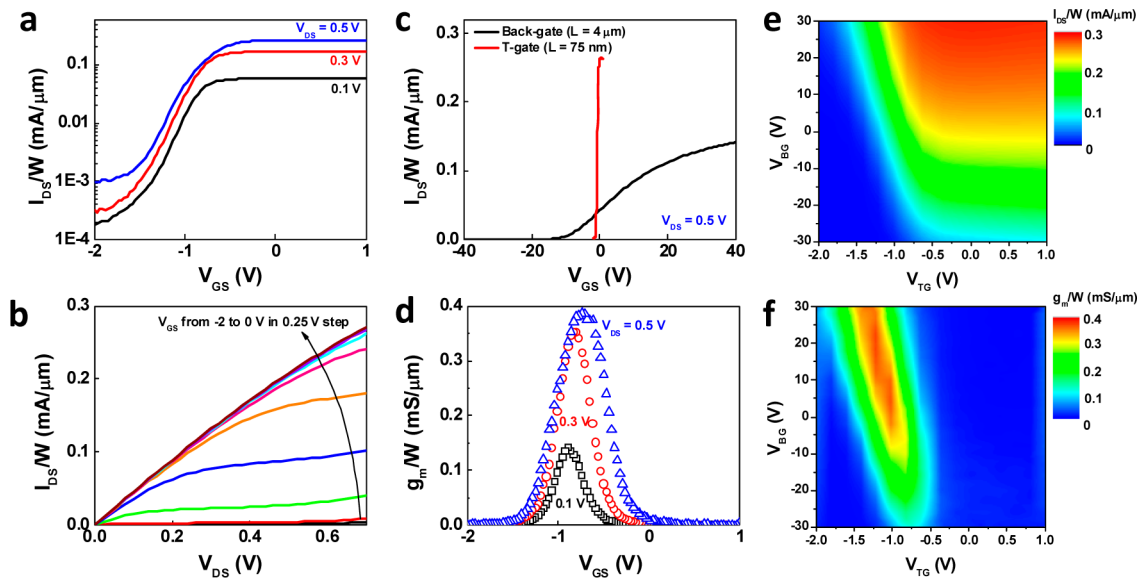 a
V_DS = 0.5 V
0.3 V
0.1 V
0.1
0.01
1E-3
1E-4
I_DS/W (mA/μm)
-2 -1 0 1
V_GS (V)
b
V_GS from -2 to 0 V in 0.25 V step
0.3
0.2
0.1
0.0
I_DS/W (mA/μm)
0.0 0.2 0.4 0.6
V_DS (V)
c
Back-gate (L = 4 μm)
T-gate (L = 75 nm)
0.3
0.2
0.1
0.0
I_DS/W (mA/μm)
V_DS = 0.5 V
-40 -20 0 20 40
V_GS (V)
d
V_DS = 0.5 V
0.3 V
0.1 V
0.4
0.3
0.2
0.1
0.0
g_m/W (mS/μm)
-2 -1 0 1
V_GS (V)
e
I_DS/W (mA/μm)
0.3
0.2
0.1
0
30
20
10
0
-10
-20
-30
V_BG (V)
-2.0 -1.5 -1.0 -0.5 0.0 0.5 1.0
V_TG (V)
f
g_m/W (mS/μm)
0.4
0.3
0.2
0.1
0
30
20
10
0
-10
-20
-30
V_BG (V)
-2.0 -1.5 -1.0 -0.5 0.0 0.5 1.0
V_TG (V)